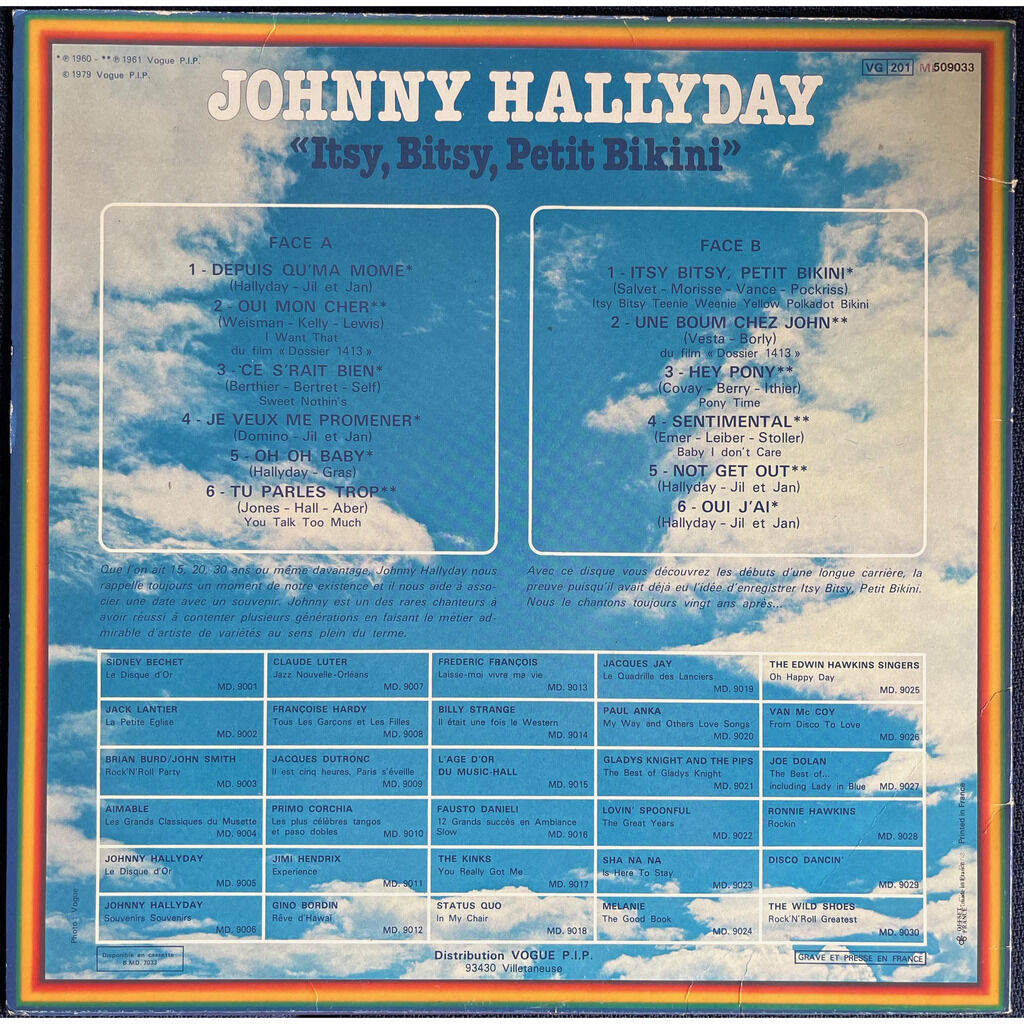 * ℗ 1960 - ** ℗ 1961 Vogue P.I.P.
© 1979 Vogue P.I.P.
VG 201 M 509033
JOHNNY HALLYDAY
«Itsy, Bitsy, Petit Bikini»
FACE A
1 - DEPUIS QU'MA MOME*
(Hallyday - Jil et Jan)
2 - OUI MON CHER**
(Weisman - Kelly - Lewis)
I Want That
du film « Dossier 1413 »
3 - CE S'RAIT BIEN*
(Berthier - Bertret - Self)
Sweet Nothin's
4 - JE VEUX ME PROMENER*
(Domino - Jil et Jan)
5 - OH OH BABY*
(Hallyday - Gras)
6 - TU PARLES TROP**
(Jones - Hall - Aber)
You Talk Too Much
FACE B
1 - ITSY BITSY, PETIT BIKINI*
(Salvet - Morisse - Vance - Pockriss)
Itsy Bitsy Teenie Weenie Yellow Polkadot Bikini
2 - UNE BOUM CHEZ JOHN**
(Vesta - Borly)
du film « Dossier 1413 »
3 - HEY PONY**
(Covay - Berry - Ithier)
Pony Time
4 - SENTIMENTAL**
(Emer - Leiber - Stoller)
Baby I don't Care
5 - NOT GET OUT**
(Hallyday - Jil et Jan)
6 - OUI J'AI*
(Hallyday - Jil et Jan)
Que l'on ait 15, 20, 30 ans ou même davantage, Johnny Hallyday nous
rappelle toujours un moment de notre existence et il nous aide à asso-
cier une date avec un souvenir. Johnny est un des rares chanteurs à
avoir réussi à contenter plusieurs générations en faisant le métier ad-
mirable d'artiste de variétés au sens plein du terme.
Avec ce disque vous découvrez les débuts d'une longue carrière, la
preuve puisqu'il avait déjà eu l'idée d'enregistrer Itsy Bitsy, Petit Bikini.
Nous le chantons toujours vingt ans après...
SIDNEY BECHET
Le Disque d'Or
MD. 9001
CLAUDE LUTER
Jazz Nouvelle-Orléans
MD. 9007
FREDERIC FRANÇOIS
Laisse-moi vivre ma vie
MD. 9013
JACQUES JAY
Le Quadrille des Lanciers
MD. 9019
THE EDWIN HAWKINS SINGERS
Oh Happy Day
MD. 9025
JACK LANTIER
La Petite Eglise
MD. 9002
FRANÇOISE HARDY
Tous Les Garçons et Les Filles
MD. 9008
BILLY STRANGE
Il était une fois le Western
MD. 9014
PAUL ANKA
My Way and Others Love Songs
MD. 9020
VAN Mc COY
From Disco To Love
MD. 9026
BRIAN BURD/JOHN SMITH
Rock'N'Roll Party
MD. 9003
JACQUES DUTRONC
Il est cinq heures, Paris s'éveille
MD. 9009
L'AGE D'OR
DU MUSIC-HALL
MD. 9015
GLADYS KNIGHT AND THE PIPS
The Best of Gladys Knight
MD. 9021
JOE DOLAN
The Best of...
including Lady in Blue MD. 9027
AIMABLE
Les Grands Classiques du Musette
MD. 9004
PRIMO CORCHIA
Les plus célèbres tangos
et paso dobles MD. 9010
FAUSTO DANIELI
12 Grands succès en Ambiance
Slow MD. 9016
LOVIN' SPOONFUL
The Great Years
MD. 9022
RONNIE HAWKINS
Rockin
MD. 9028
JOHNNY HALLYDAY
Le Disque d'Or
MD. 9005
JIMI HENDRIX
Experience
MD. 9011
THE KINKS
You Really Got Me
MD. 9017
SHA NA NA
Is Here To Stay
MD. 9023
DISCO DANCIN'
MD. 9029
JOHNNY HALLYDAY
Souvenirs Souvenirs
MD. 9006
GINO BORDIN
Rêve d'Hawaï
MD. 9012
STATUS QUO
In My Chair
MD. 9018
MELANIE
The Good Book
MD. 9024
THE WILD SHOES
Rock'N'Roll Greatest
MD. 9030
Photo : Vogue
Printed in France
Disponible en cassette
B.MD. 7033
Distribution VOGUE P.I.P.
93430 Villetaneuse
GRAVE ET PRESSE EN FRANCE